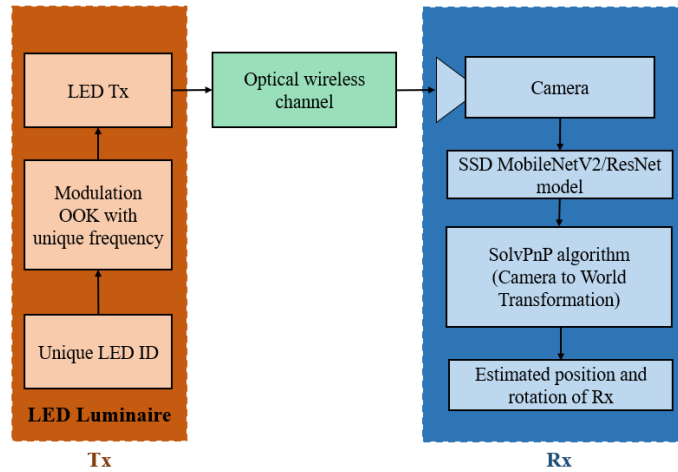 LED Tx
Modulation
OOK with
unique frequency
Unique LED ID
LED Luminaire
Tx
Optical wireless
channel
Camera
SSD MobileNetV2/ResNet
model
SolvPnP algorithm
(Camera to World
Transformation)
Estimated position and
rotation of Rx
Rx